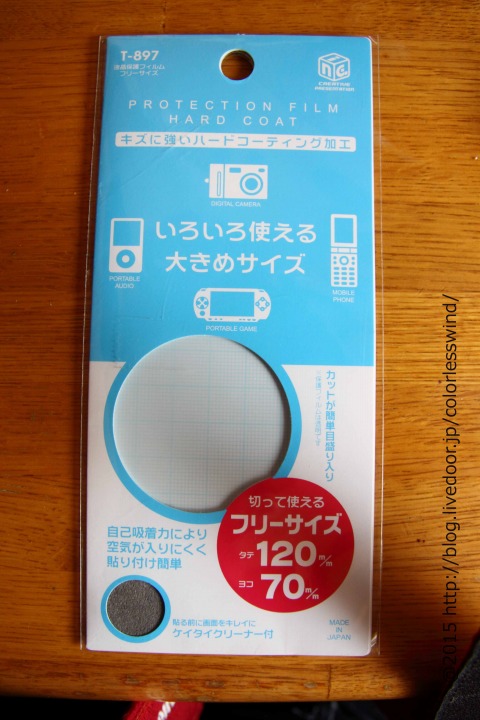 T-897
液晶保護フィルム
フリーサイズ
CREATIVE
PRESENTATION
PROTECTION FILM
HARD COAT
キズに強いハードコーティング加工
DIGITAL CAMERA
いろいろ使える
大きめサイズ
PORTABLE
AUDIO
MOBILE
PHONE
PORTABLE GAME
カットが簡単目盛り入り
切って使える
フリーサイズ
タテ 120m/m
ヨコ 70m/m
自己吸着力により
空気が入りにくく
貼り付け簡単
貼る前に画面をキレイに
ケイタイクリーナー付
MADE
IN
JAPAN
2015 http://blog.livedoor.jp/colorlesswind/